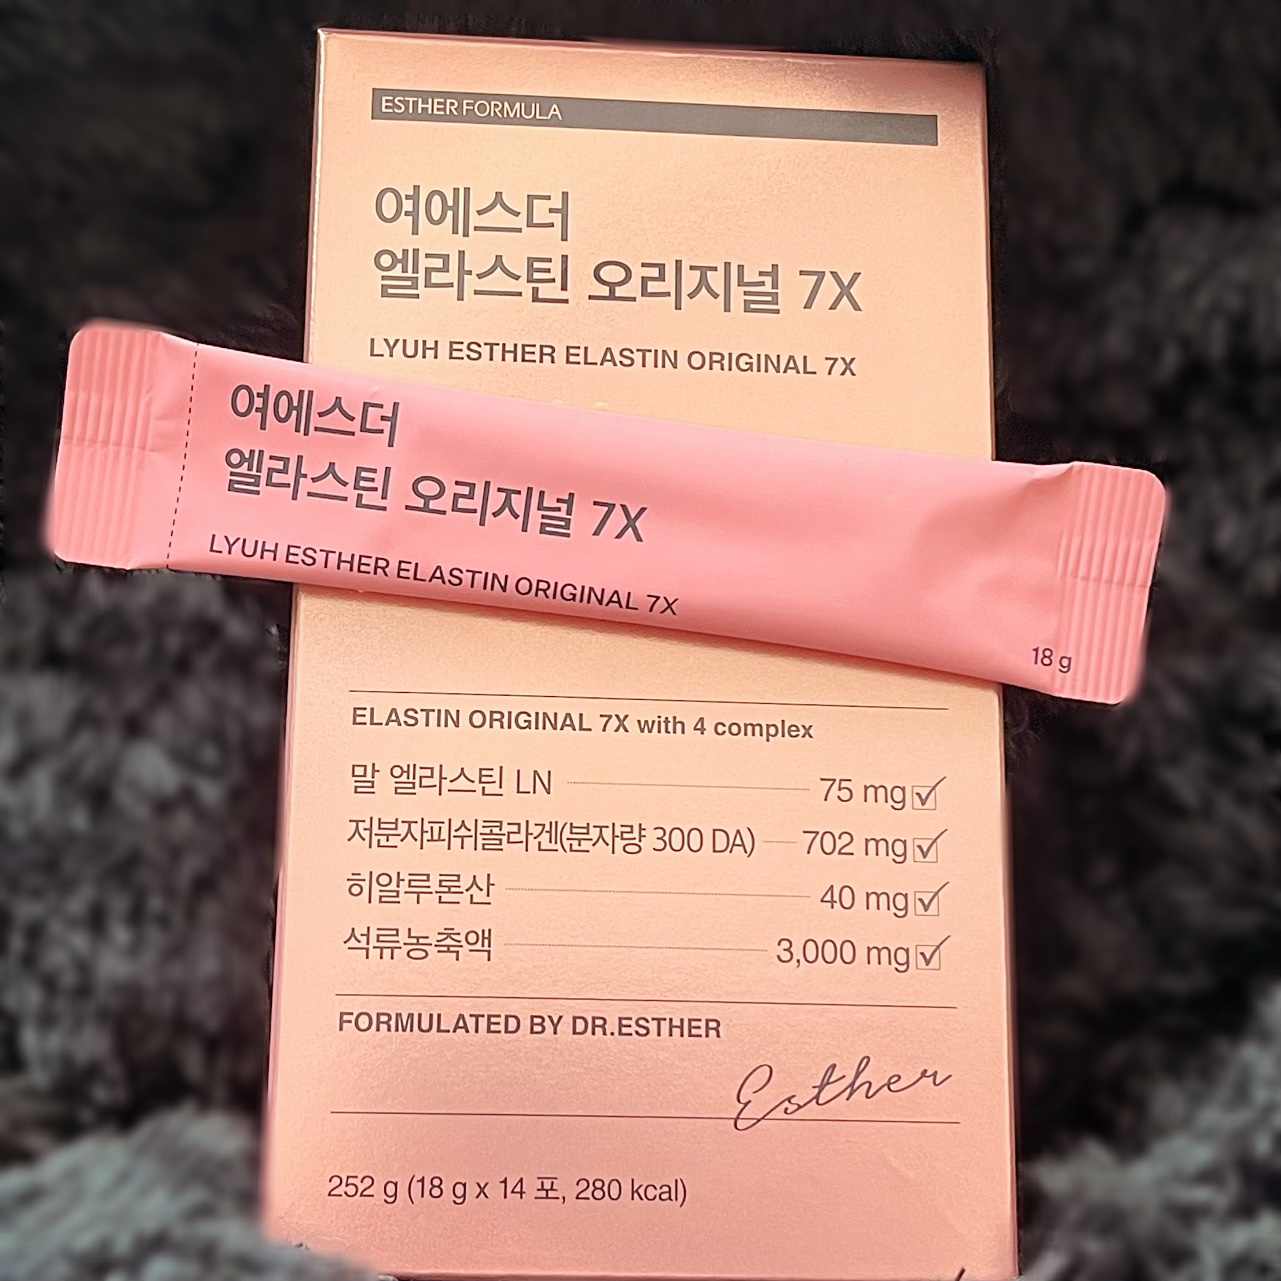 ESTHER FORMULA
여에스더
엘라스틴 오리지널 7X
LYUH ESTHER ELASTIN ORIGINAL 7X
여에스더
엘라스틴 오리지널 7X
LYUH ESTHER ELASTIN ORIGINAL 7X
18 g
ELASTIN ORIGINAL 7X with 4 complex
말 엘라스틴 LN 75 mg
저분자피쉬콜라겐(분자량 300 DA) 702 mg
히알루론산 40 mg
석류농축액 3,000 mg
FORMULATED BY DR.ESTHER
Esther
252 g (18 g x 14 포, 280 kcal)